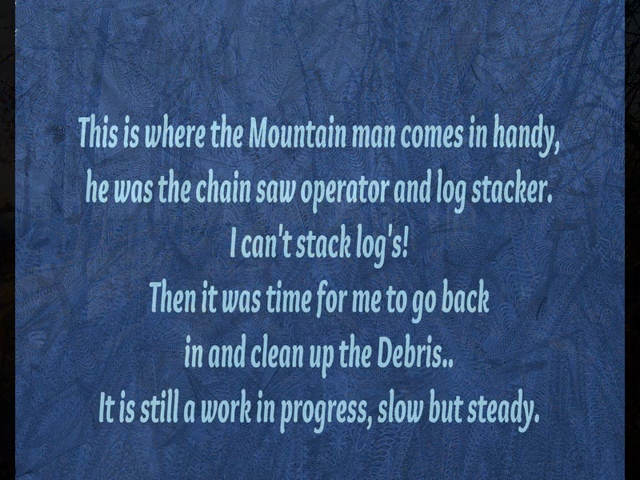 This is where the Mountain man comes in handy,
he was the chain saw operator and log stacker.
I can't stack log's!
Then it was time for me to go back
in and clean up the Debris..
It is still a work in progress, slow but steady.